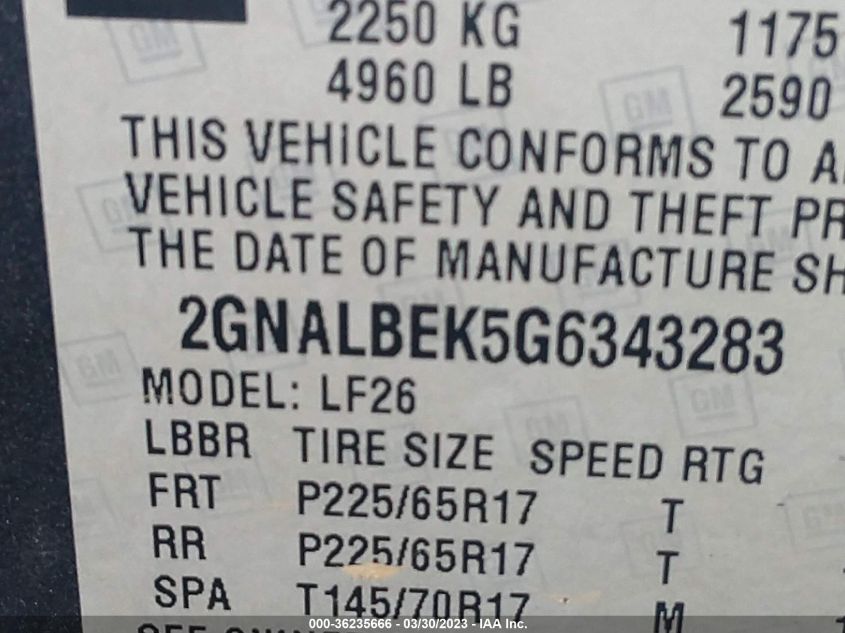 2250 KG 1175
4960 LB 2590
THIS VEHICLE CONFORMS TO
VEHICLE SAFETY AND THEFT PR
THE DATE OF MANUFACTURE SH
2GNALBEK5G6343283
MODEL: LF26
LBBR TIRE SIZE SPEED RTG
FRT P225/65R17 T
RR P225/65R17 T
SPA T145/70R17 M
000-36235666 - 03/30/2023 - IAA Inc.